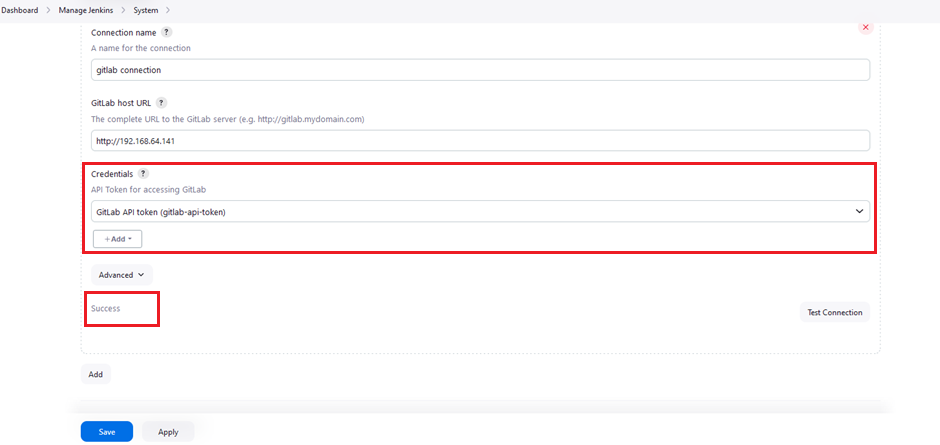 Dashboard > Manage Jenkins > System >
Connection name ?
A name for the connection
gitlab connection
GitLab host URL ?
The complete URL to the GitLab server (e.g. http://gitlab.mydomain.com)
http://192.168.64.141
Credentials ?
API Token for accessing GitLab
GitLab API token (gitlab-api-token)
+ Add
Advanced
Success
Test Connection
Add
Save
Apply